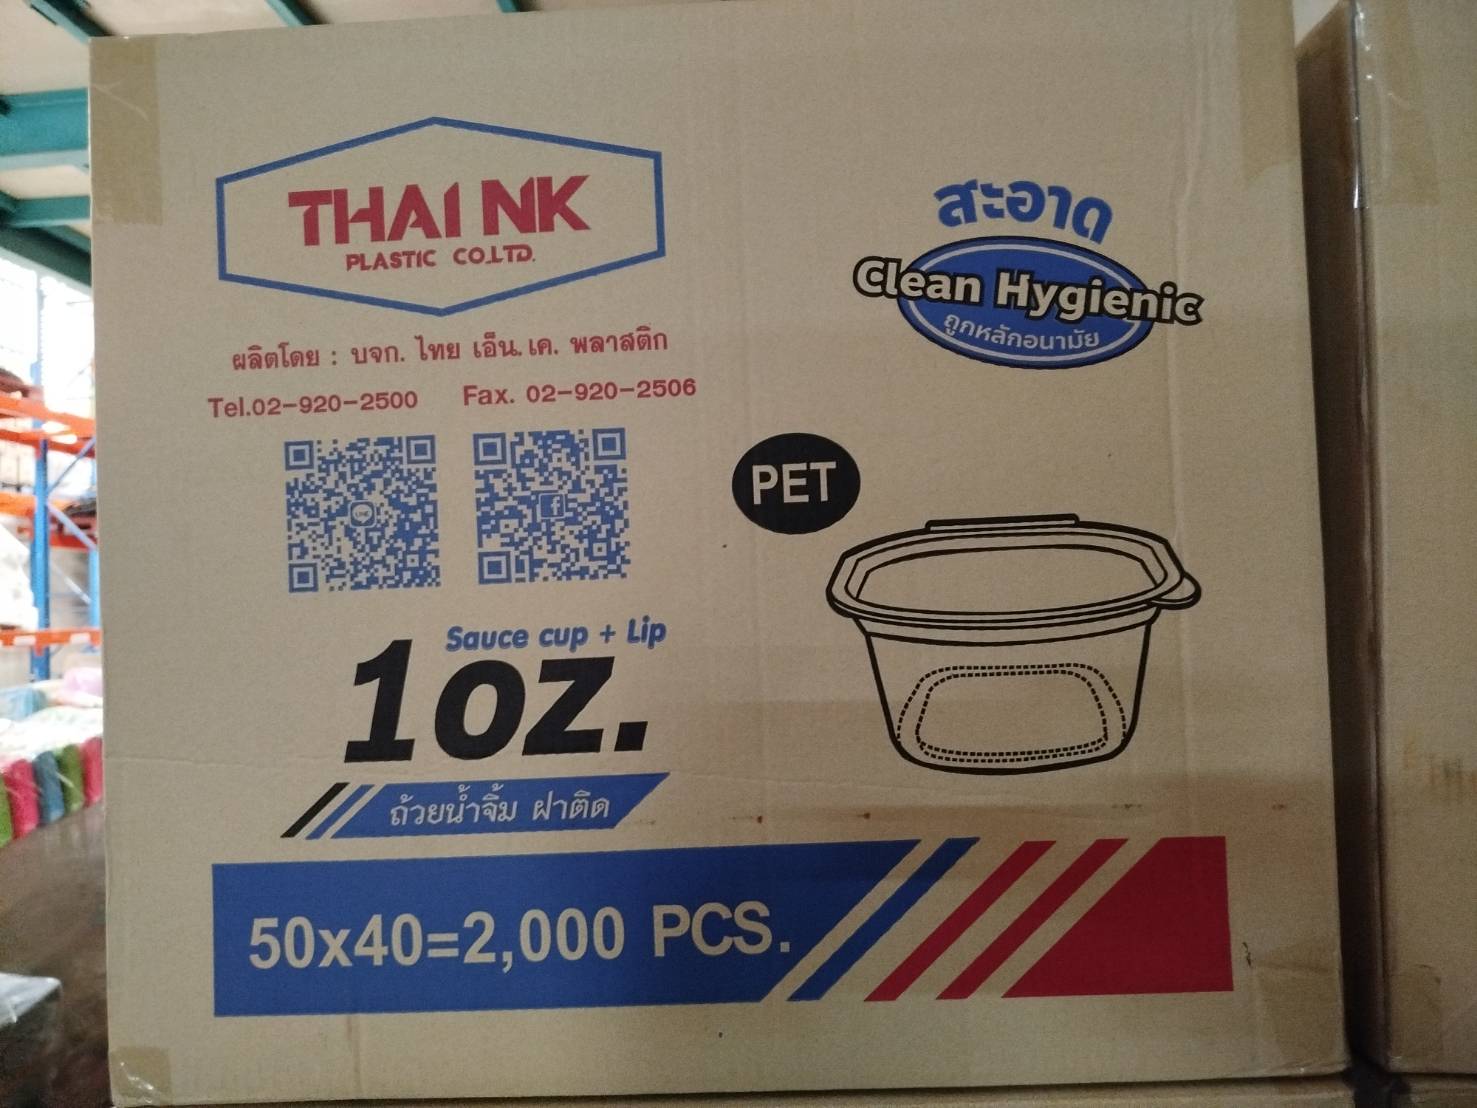 THAI NK
PLASTIC CO.LTD.
ผลิตโดย : บจก. ไทย เอ็น.เค. พลาสติก
Tel.02-920-2500 Fax. 02-920-2506
LINE
f
สะอาด
Clean Hygienic
ถูกหลักอนามัย
PET
Sauce cup + Lip
1oz.
ถ้วยน้ำจิ้ม ฝาติด
50x40=2,000 PCS.